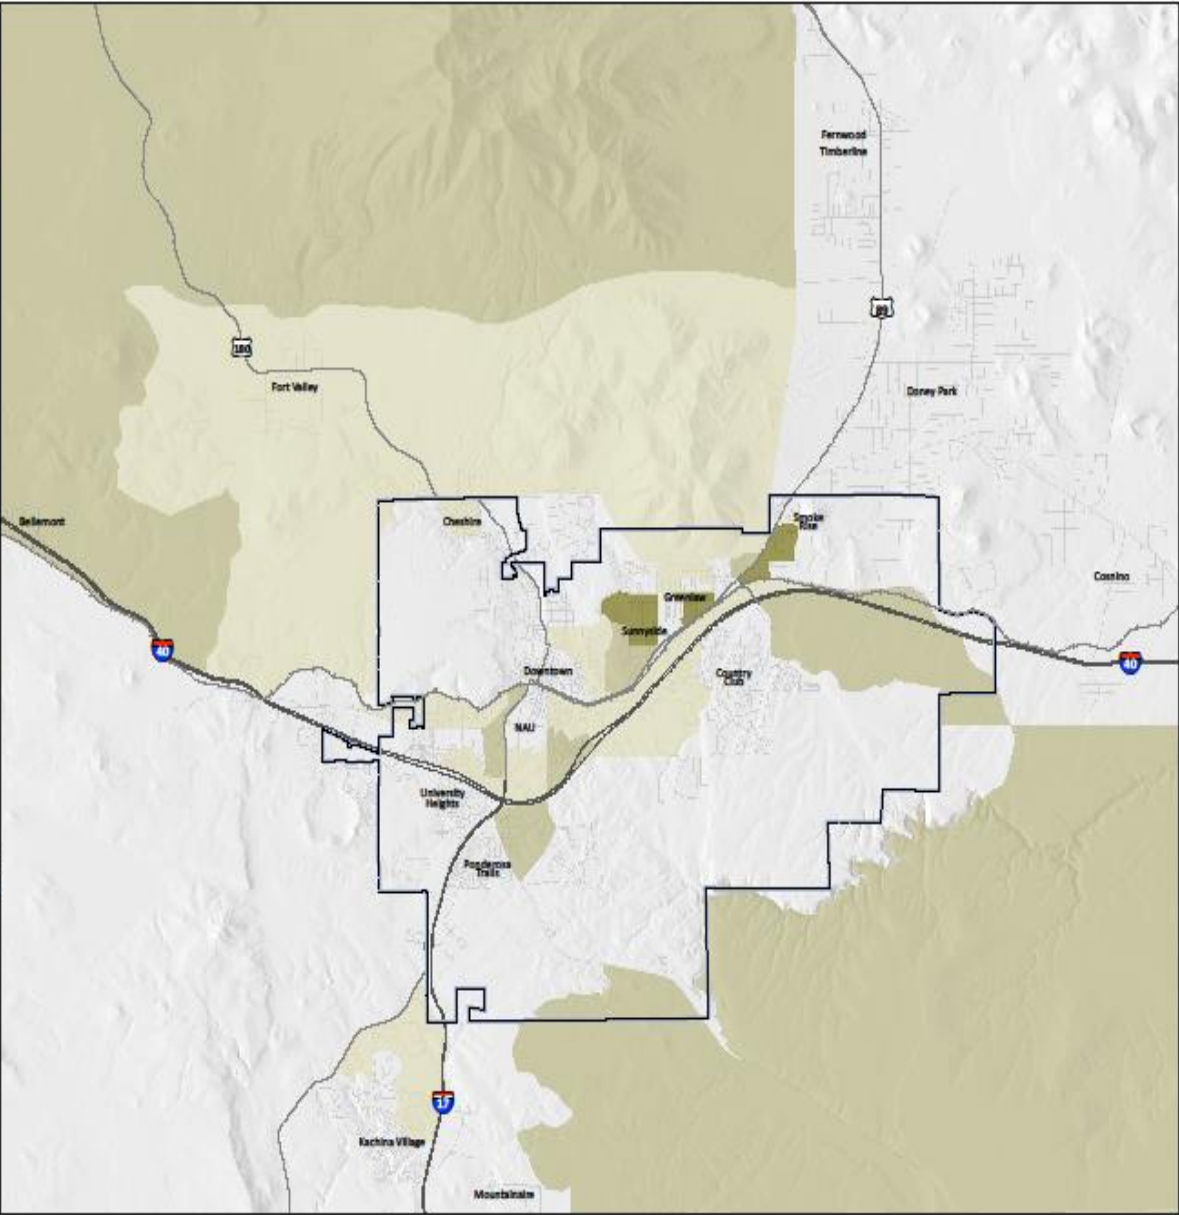 Fernwood
Timberline
89
180
Fort Valley
Doney Park
Bellemont
Cheshire
Smoke
Rise
Cosnino
Greenlaw
Sunnyside
40
40
Downtown
Country
Club
NAU
University
Heights
Ponderosa
Trails
17
Kachina Village
Mountainaire